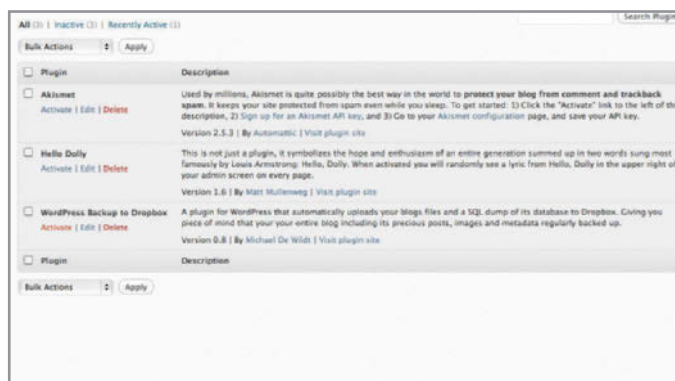 All (3) | Inactive (3) | Recently Active (1)
Search Plugin
Bulk Actions Apply
Plugin Description
Akismet Used by millions, Akismet is quite possibly the best way in the world to protect your blog from comment and trackback
Activate | Edit | Delete spam. It keeps your site protected from spam even while you sleep. To get started: 1) Click the "Activate" link to the left of th
description, 2) Sign up for an Akismet API key, and 3) Go to your Akismet configuration page, and save your API key.
Version 2.5.3 | By Automattic | Visit plugin site
Hello Dolly This is not just a plugin, it symbolizes the hope and enthusiasm of an entire generation summed up in two words sung most
Activate | Edit | Delete famously by Louis Armstrong: Hello, Dolly. When activated you will randomly see a lyric from Hello, Dolly in the upper right of
your admin screen on every page.
Version 1.6 | By Matt Mullenweg | Visit plugin site
WordPress Backup to Dropbox A plugin for WordPress that automatically uploads your blogs files and a SQL dump of its database to Dropbox. Giving you
Activate | Edit | Delete piece of mind that your your entire blog including its precious posts, images and metadata regularly backed up.
Version 0.8 | By Michael De Wildt | Visit plugin site
Plugin Description
Bulk Actions Apply